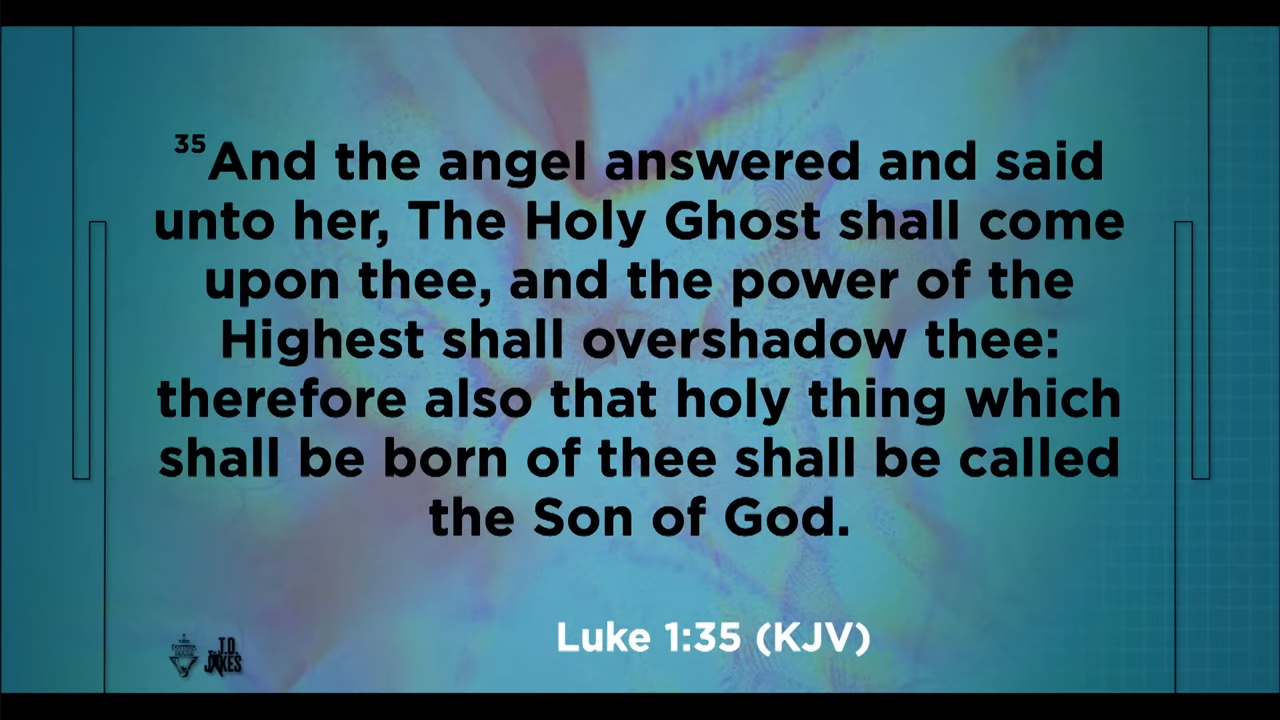 35And the angel answered and said
unto her, The Holy Ghost shall come
upon thee, and the power of the
Highest shall overshadow thee:
therefore also that holy thing which
shall be born of thee shall be called
the Son of God.
Luke 1:35 (KJV)
T.D.
JAKES